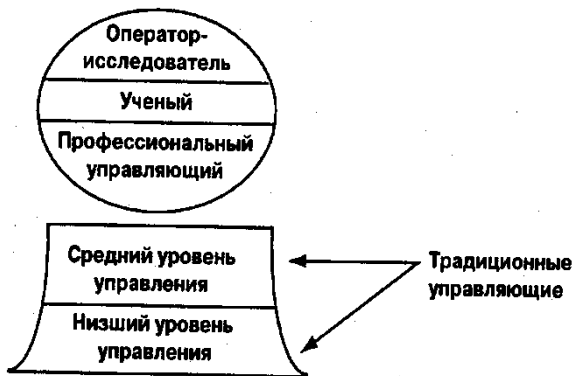 Оператор-
исследователь
Ученый
Профессиональный
управляющий
Средний уровень
управления
Традиционные
управляющие
Низший уровень
управления